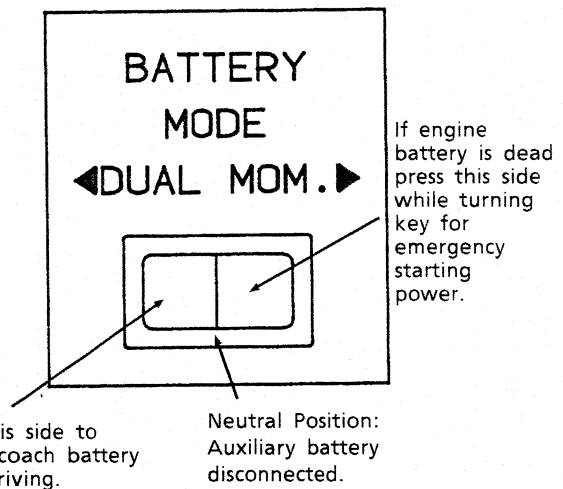 BATTERY
MODE
◀DUAL MOM.▶
If engine
battery is dead
press this side
while turning
key for
emergency
starting
power.
is side to
coach battery
riving.
Neutral Position:
Auxiliary battery
disconnected.